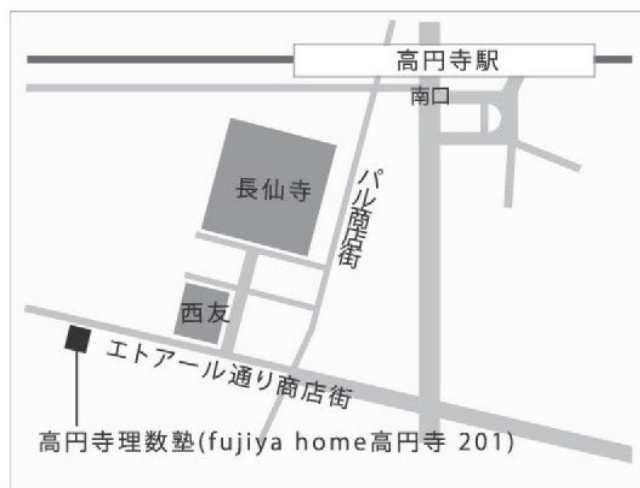 高円寺駅
南口
長仙寺
パル商店街
西友
エトアール通り商店街
高円寺理数塾(fujiya home高円寺 201)